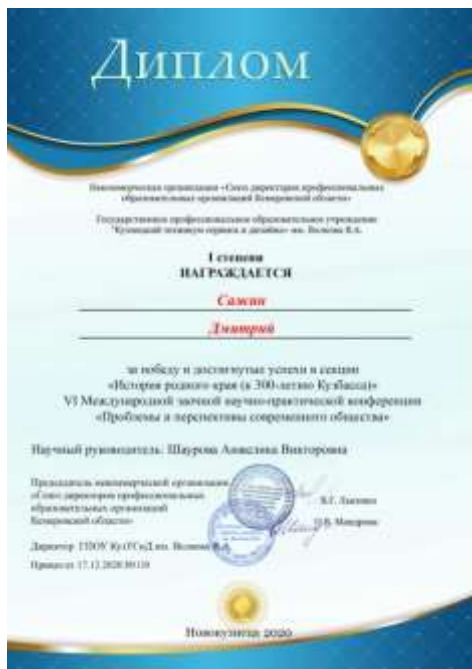 Диплом
Некоммерческая организация «Союз директоров профессиональных
образовательных организаций Кемеровской области»
Государственное профессиональное образовательное учреждение
"Кузнецкий техникум сервиса и дизайна" им. Волкова В.А.
I степени
НАГРАЖДАЕТСЯ
Сажин
Дмитрий
за победу и достигнутые успехи в секции
«История родного края (к 300-летию Кузбасса)»
VI Международной заочной научно-практической конференции
«Проблемы и перспективы современного общества»
Научный руководитель: Шаурова Анжелика Викторовна
Председатель некоммерческой организации
«Союз директоров профессиональных
образовательных организаций
Кемеровской области»
Директор ГПОУ им. Волкова В.А.
Приказ от 17.12.2020
Новокузнецк 2020